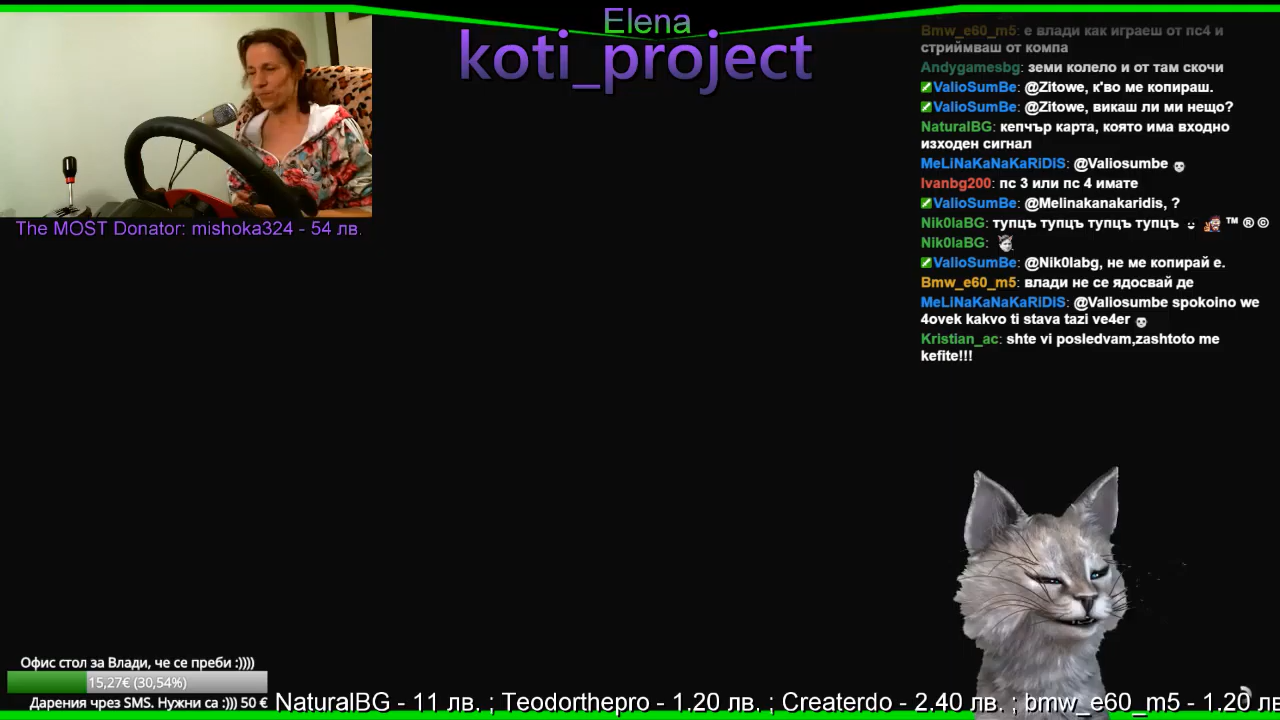 Elena
koti_project
The MOST Donator: mishoka324 - 54 лв.
Bmw_e60_m5: е влади как играеш от пс4 и
стриймваш от компа
Andygamesbg: земи колело и от там скочи
ValioSumBe: @Zitowe, к'во ме копираш.
ValioSumBe: @Zitowe, викаш ли ми нещо?
NaturalBG: кепчър карта, която има входно
изходен сигнал
MeLiNaKaNaKaRiDiS: @Valiosumbe
Ivanbg200: пс 3 или пс 4 имате
ValioSumBe: @Melinakanakaridis, ?
Nik0laBG: тупцъ тупцъ тупцъ тупцъ ™ ® ©
Nik0laBG:
ValioSumBe: @Nik0labg, не ме копирай е.
Bmw_e60_m5: влади не се ядосвай де
MeLiNaKaNaKaRiDiS: @Valiosumbe spokoino we
4ovek kakvo ti stava tazi ve4er
Kristian_ac: shte vi posledvam,zashtoto me
kefite!!!
Офис стол за Влади, че се преби :))))
15,27€ (30,54%)
Дарения чрез SMS. Нужни са :))) 50 €
NaturalBG - 11 лв. ; Teodorthepro - 1.20 лв. ; Createrdo - 2.40 лв. ; bmw_e60_m5 - 1.20 лв